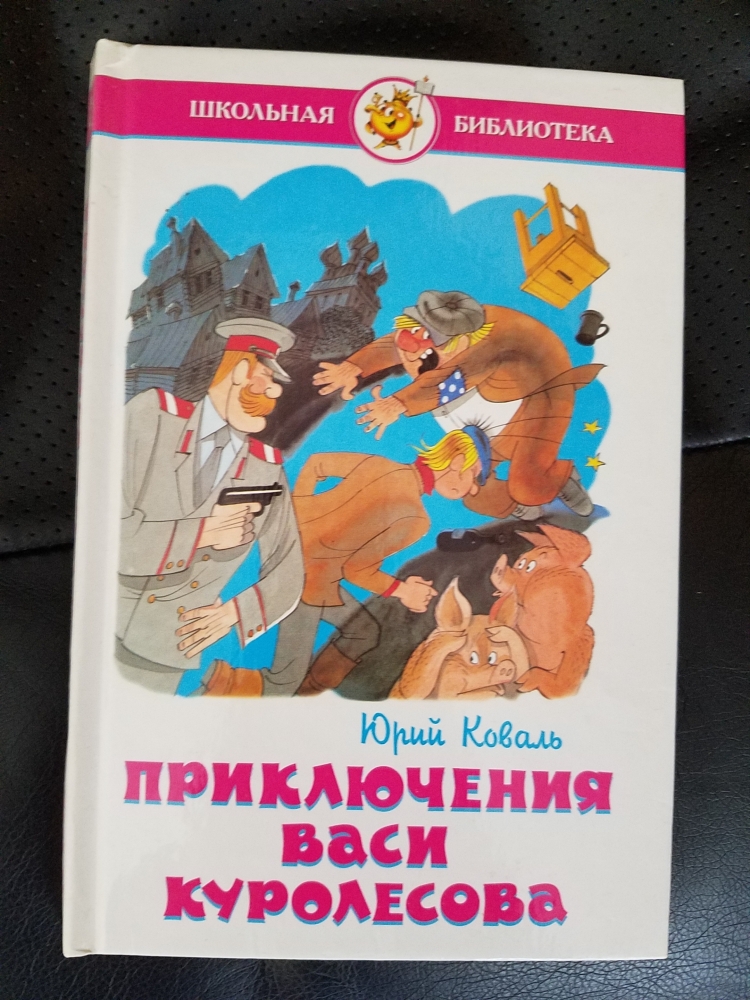 ШКОЛЬНАЯ БИБЛИОТЕКА
Юрий Коваль
ПРИКЛЮЧЕНИЯ
ВАСИ
КУРОЛЕСОВА